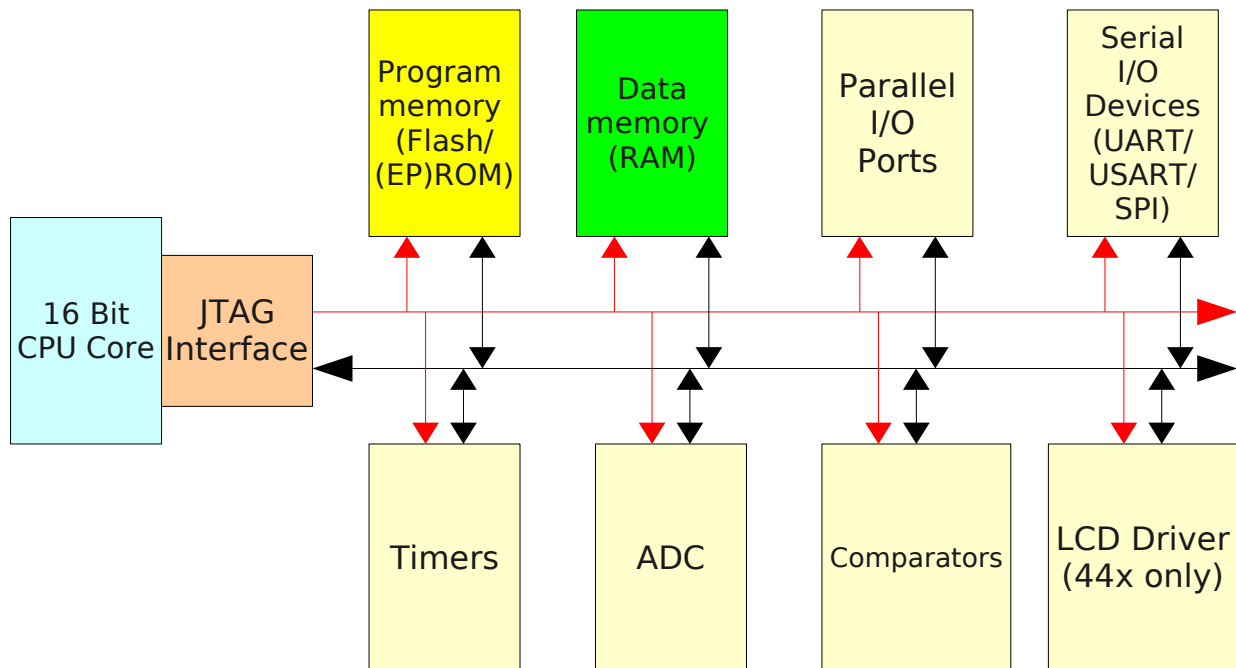 Program
memory
(Flash/
(EP)ROM)
Data
memory
(RAM)
Parallel
I/O
Ports
Serial
I/O
Devices
(UART/
USART/
SPI)
16 Bit
CPU Core
JTAG
Interface
Timers
ADC
Comparators
LCD Driver
(44x only)